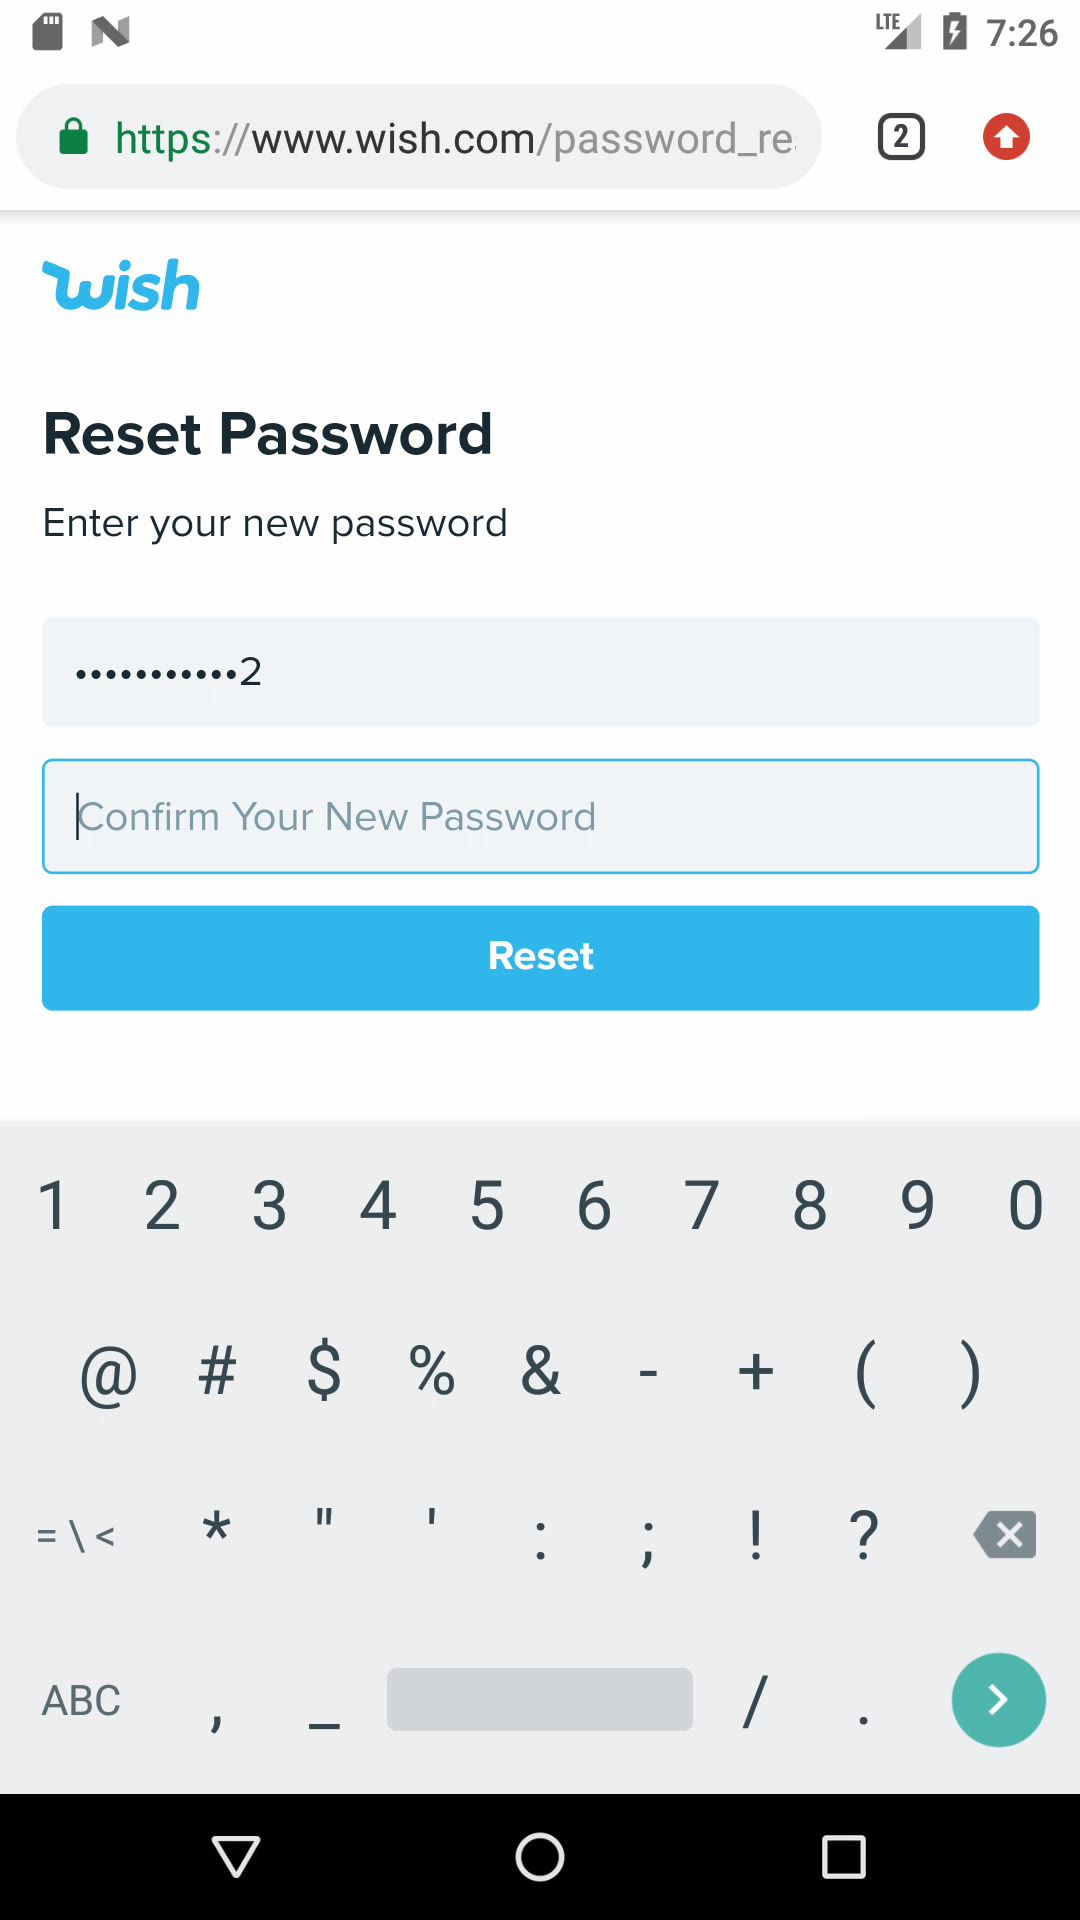 LTE 7:26
https://www.wish.com/password_re
2
wish
Reset Password
Enter your new password
•••••••••••2
Confirm Your New Password
Reset
1 2 3 4 5 6 7 8 9 0
@ # $ % & - + ( )
= \ < * " ' : ; ! ?
ABC , _ / .